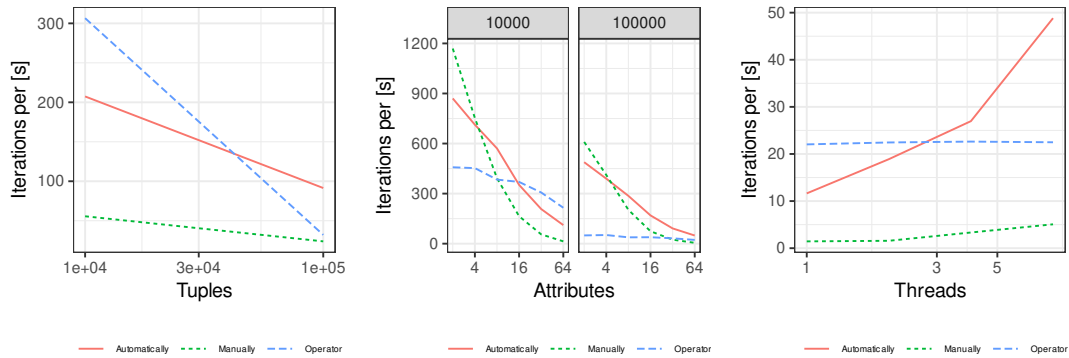 Iterations per [s]
300
200
100
1e+04
3e+04
1e+05
Tuples
Automatically Manually Operator
10000 100000
Iterations per [s]
1200
900
600
300
0
4 16 64 4 16 64
Attributes
Automatically Manually Operator
Iterations per [s]
50
40
30
20
10
0
1 3 5
Threads
Automatically Manually Operator